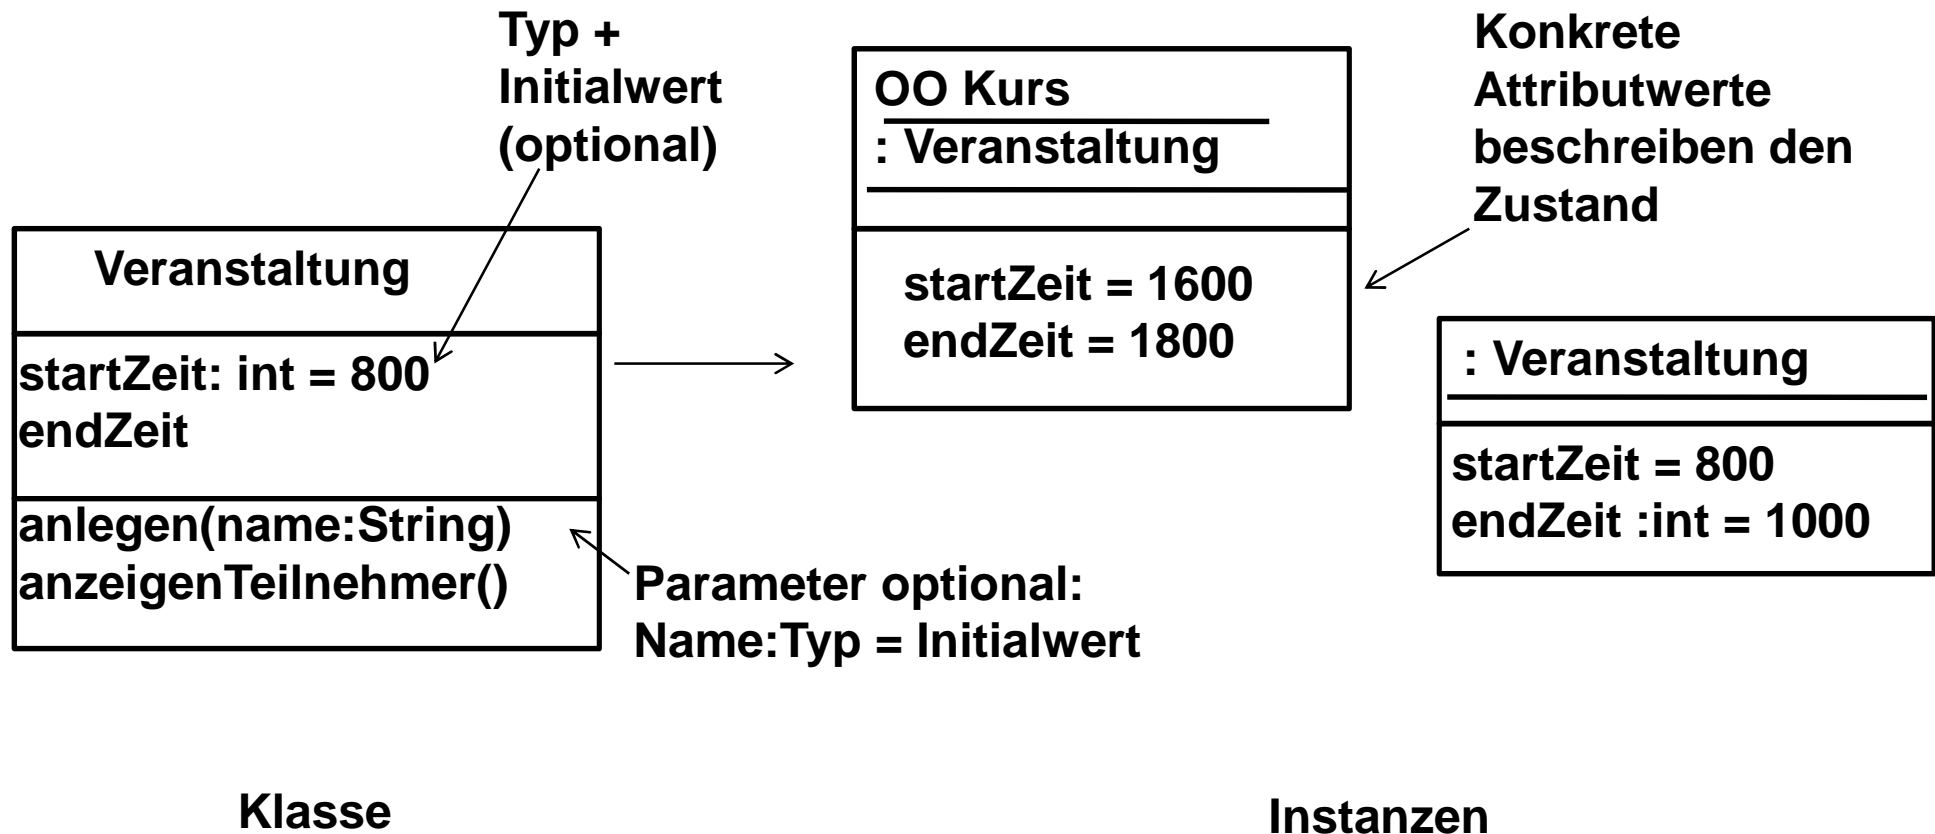 Typ +
Initialwert
(optional)
OO Kurs
: Veranstaltung
startZeit = 1600
endZeit = 1800
Konkrete
Attributwerte
beschreiben den
Zustand
Veranstaltung
startZeit: int = 800
endZeit
anlegen(name:String)
anzeigenTeilnehmer()
Parameter optional:
Name:Typ = Initialwert
: Veranstaltung
startZeit = 800
endZeit :int = 1000
Klasse
Instanzen